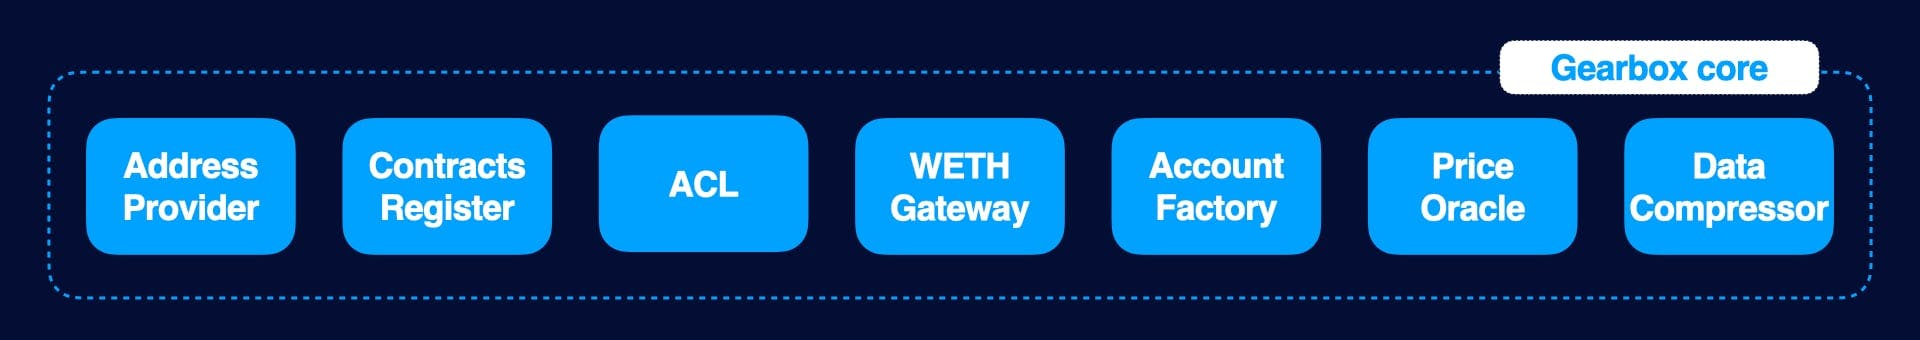 Gearbox core
Address
Provider
Contracts
Register
ACL
WETH
Gateway
Account
Factory
Price
Oracle
Data
Compressor